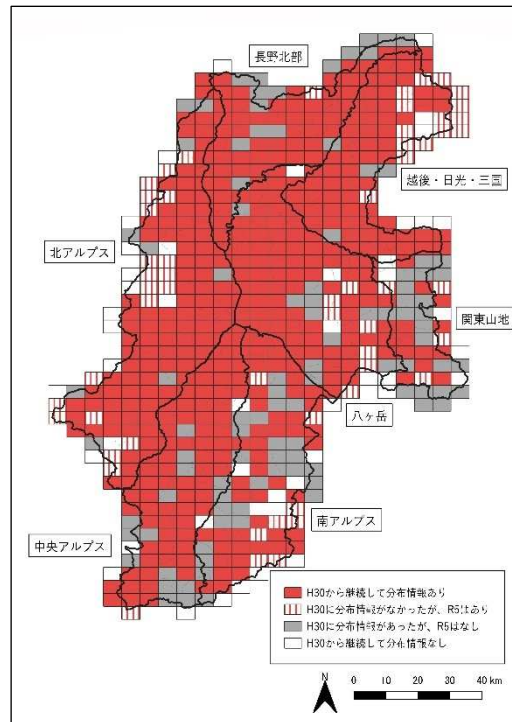 長野北部
越後・日光・三国
北アルプス
関東山地
八ヶ岳
南アルプス
中央アルプス
H30から継続して分布情報あり
H30に分布情報がなかったが、R5はあり
H30に分布情報があったが、R5はなし
H30から継続して分布情報なし
N
0 10 20 30 40 km